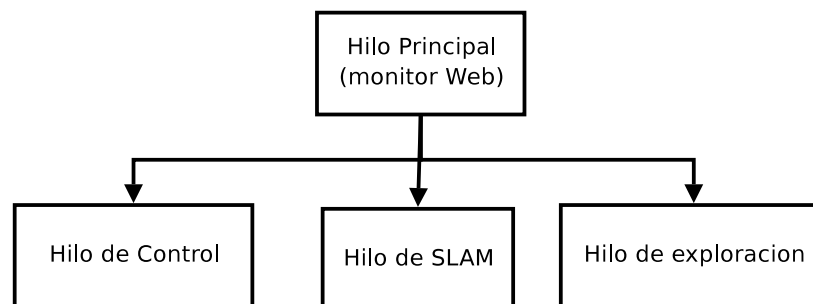 Hilo Principal
(monitor Web)
Hilo de Control
Hilo de SLAM
Hilo de exploracion